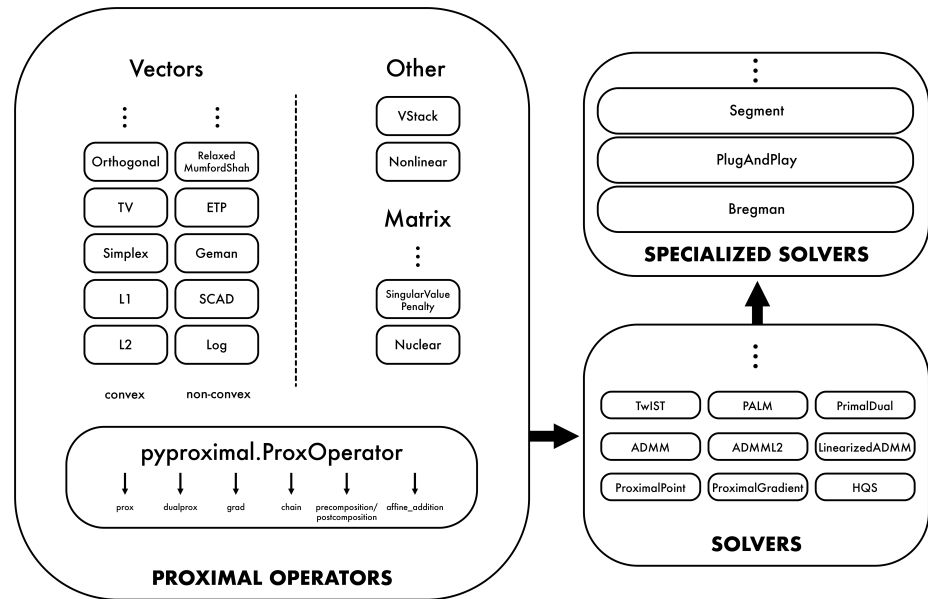 Vectors
Orthogonal
Relaxed
MumfordShah
TV
ETP
Simplex
Geman
L1
SCAD
L2
Log
convex
non-convex
Other
VStack
Nonlinear
Matrix
SingularValue
Penalty
Nuclear
pyproximal.ProxOperator
prox
dualprox
grad
chain
precomposition/
postcomposition
affine_addition
PROXIMAL OPERATORS
Segment
PlugAndPlay
Bregman
SPECIALIZED SOLVERS
TwIST
PALM
PrimalDual
ADMM
ADMML2
LinearizedADMM
ProximalPoint
ProximalGradient
HQS
SOLVERS